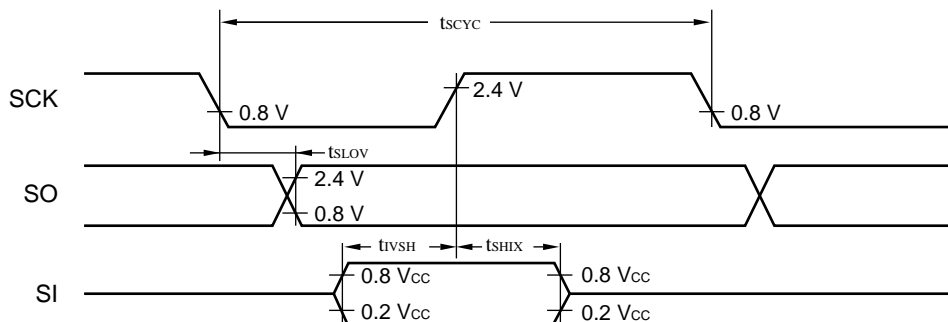 tSCYC
SCK
0.8 V
2.4 V
0.8 V
tSLOV
SO
2.4 V
0.8 V
tIVSH
tSHIX
SI
0.8 VCC
0.8 VCC
0.2 VCC
0.2 VCC